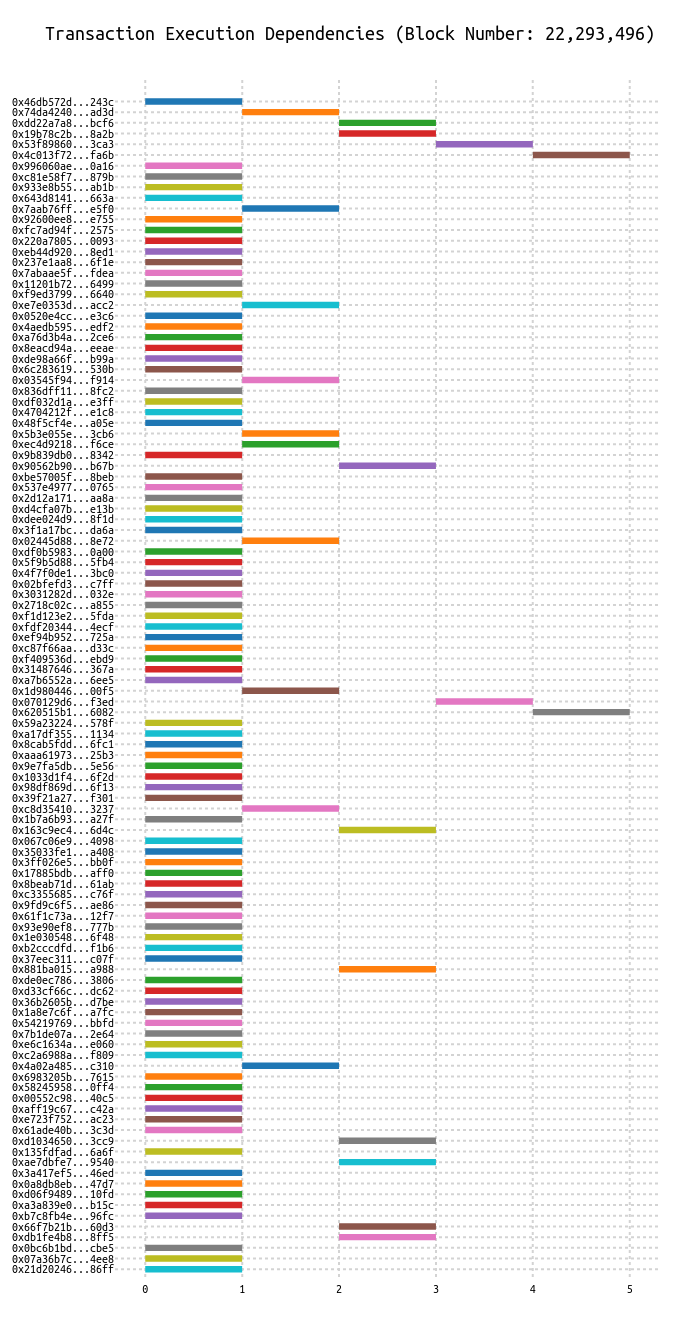 Transaction Execution Dependencies (Block Number: 22,293,496)
0x46db572d...243c
0x74da4240...ad3d
0xdd22a7a8...bcf6
0x19b78c2b...8a2b
0x53f89860...3ca3
0x4c013f72...fa6b
0x996060ae...0a16
0xc81e58f7...879b
0x933e8b55...ab1b
0x643d8141...663a
0x7aab76ff...e5f0
0x92600ee8...e755
0xfc7ad94f...2575
0x220a7805...0093
0xeb44d920...8ed1
0x237e1aa8...6f1e
0x7abaae5f...fdea
0x11201b72...6499
0xf9ed3799...6640
0xe7e0353d...acc2
0x0520e4cc...e3c6
0x4aedb595...edf2
0xa76d3b4a...2ce6
0x8eacd94a...eeae
0xde98a66f...b99a
0x6c283619...530b
0x03545f94...f914
0x836dff11...8fc2
0xdf032d1a...e3ff
0x4704212f...e1c8
0x48f5cf4e...a05e
0x5b3e055e...3cb6
0xec4d9218...f6ce
0x9b839db0...8342
0x90562b90...b67b
0xbe57005f...8beb
0x537e4977...0765
0x2d12a171...aa8a
0xd4cfa07b...e13b
0xdee024d9...8f1d
0x3f1a17bc...da6a
0x02445d88...8e72
0xdf0b5983...0a00
0x5f9b5d88...5fb4
0x4f7f0de1...3bc0
0x02bfefd3...c7ff
0x3031282d...032e
0x2718c02c...a855
0xf1d123e2...5fda
0xfdf20344...4ecf
0xef94b952...725a
0xc87f66aa...d33c
0xf409536d...ebd9
0x31487646...367a
0xa7b6552a...6ee5
0x1d980446...00f5
0x070129d6...f3ed
0x620515b1...6082
0x59a23224...578f
0xa17df355...1134
0x8cab5fdd...6fc1
0xaaa61973...25b3
0x9e7fa5db...5e56
0x1033d1f4...6f2d
0x98df869d...6f13
0x39f21a27...f301
0xc8d35410...3237
0x1b7a6b93...a27f
0x163c9ec4...6d4c
0x067c06e9...4098
0x35033fe1...a408
0x3ff026e5...bb0f
0x17885bdb...aff0
0x8beab71d...61ab
0xc3355685...c76f
0x9fd9c6f5...ae86
0x61f1c73a...12f7
0x93e90ef8...777b
0x1e030548...6f48
0xb2cccdfd...f1b6
0x37eec311...c07f
0x881ba015...a988
0xde0ec786...3806
0xd33cf66c...dc62
0x36b2605b...d7be
0x1a8e7c6f...a7fc
0x54219769...bbfd
0x7b1de07a...2e64
0xe6c1634a...e060
0xc2a6988a...f809
0x4a02a485...c310
0x6983205b...7615
0x58245958...0ff4
0x00552c98...40c5
0xaff19c67...c42a
0xe723f752...ac23
0x61ade40b...3c3d
0xd1034650...3cc9
0x135fdfad...6a6f
0xae7dbfe7...9540
0x3a417ef5...46ed
0x0a8db8eb...47d7
0xd06f9489...10fd
0xa3a839e0...b15c
0xb7c8fb4e...96fc
0x66f7b21b...60d3
0xdb1fe4b8...8ff5
0x0bc6b1bd...cbe5
0x07a36b7c...4ee8
0x21d20246...86ff
0 1 2 3 4 5